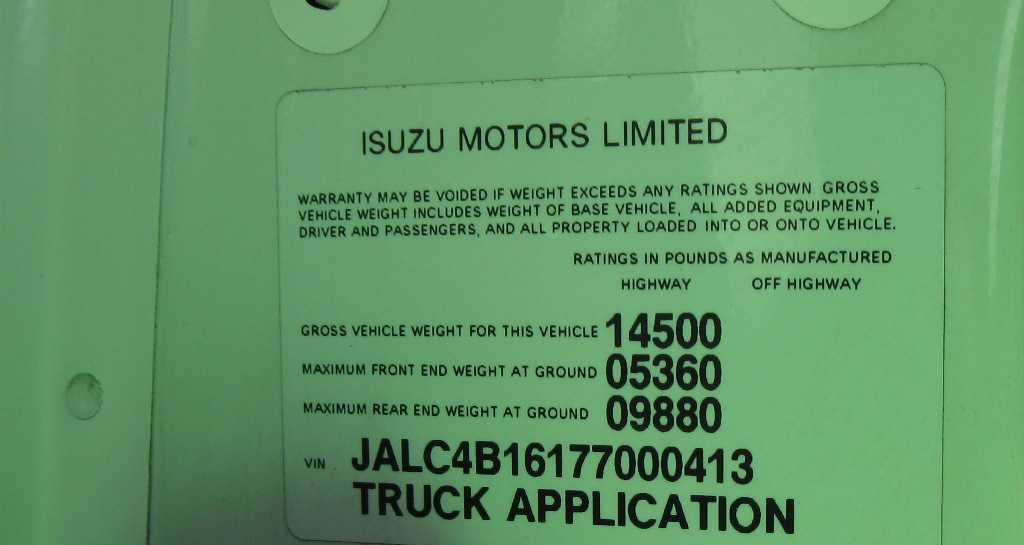 ISUZU MOTORS LIMITED
WARRANTY MAY BE VOIDED IF WEIGHT EXCEEDS ANY RATINGS SHOWN GROSS
VEHICLE WEIGHT INCLUDES WEIGHT OF BASE VEHICLE, ALL ADDED EQUIPMENT,
DRIVER AND PASSENGERS, AND ALL PROPERTY LOADED INTO OR ONTO VEHICLE.
RATINGS IN POUNDS AS MANUFACTURED
HIGHWAY OFF HIGHWAY
GROSS VEHICLE WEIGHT FOR THIS VEHICLE 14500
MAXIMUM FRONT END WEIGHT AT GROUND 05360
MAXIMUM REAR END WEIGHT AT GROUND 09880
VIN JALC4B16177000413
TRUCK APPLICATION